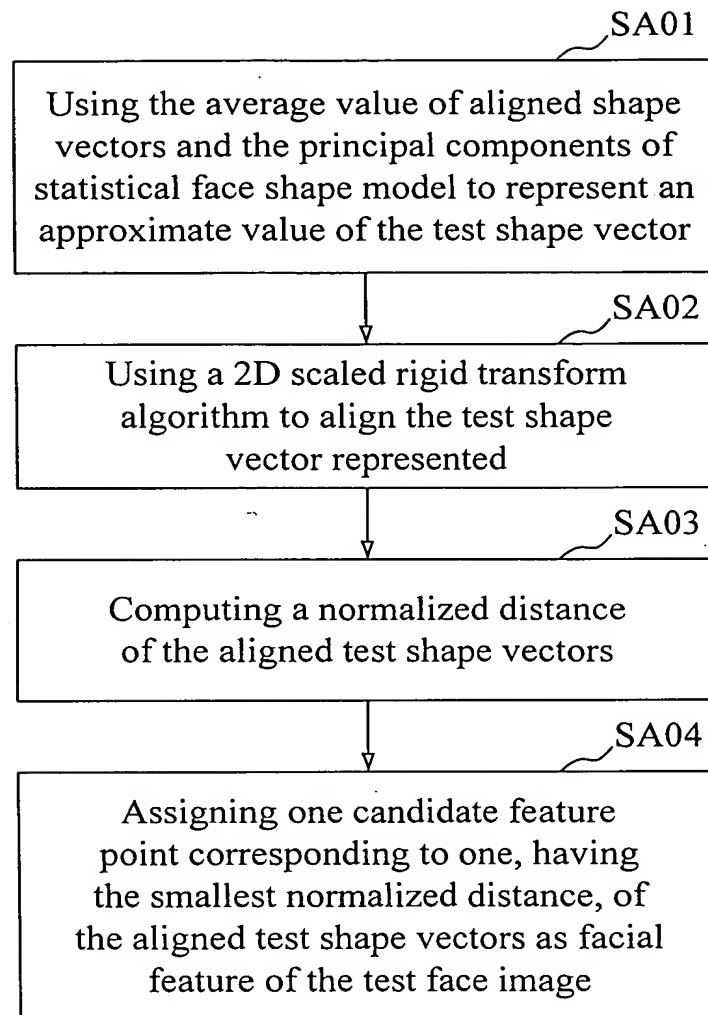 SA01
Using the average value of aligned shape
vectors and the principal components of
statistical face shape model to represent an
approximate value of the test shape vector
SA02
Using a 2D scaled rigid transform
algorithm to align the test shape
vector represented
SA03
Computing a normalized distance
of the aligned test shape vectors
SA04
Assigning one candidate feature
point corresponding to one, having
the smallest normalized distance, of
the aligned test shape vectors as facial
feature of the test face image